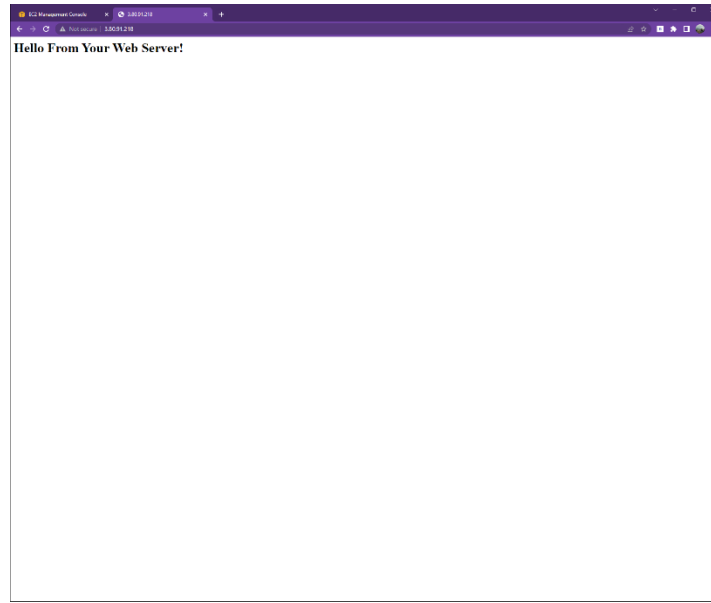 EC2 Management Console
3.80.91.218
Not secure | 3.80.91.218
Hello From Your Web Server!